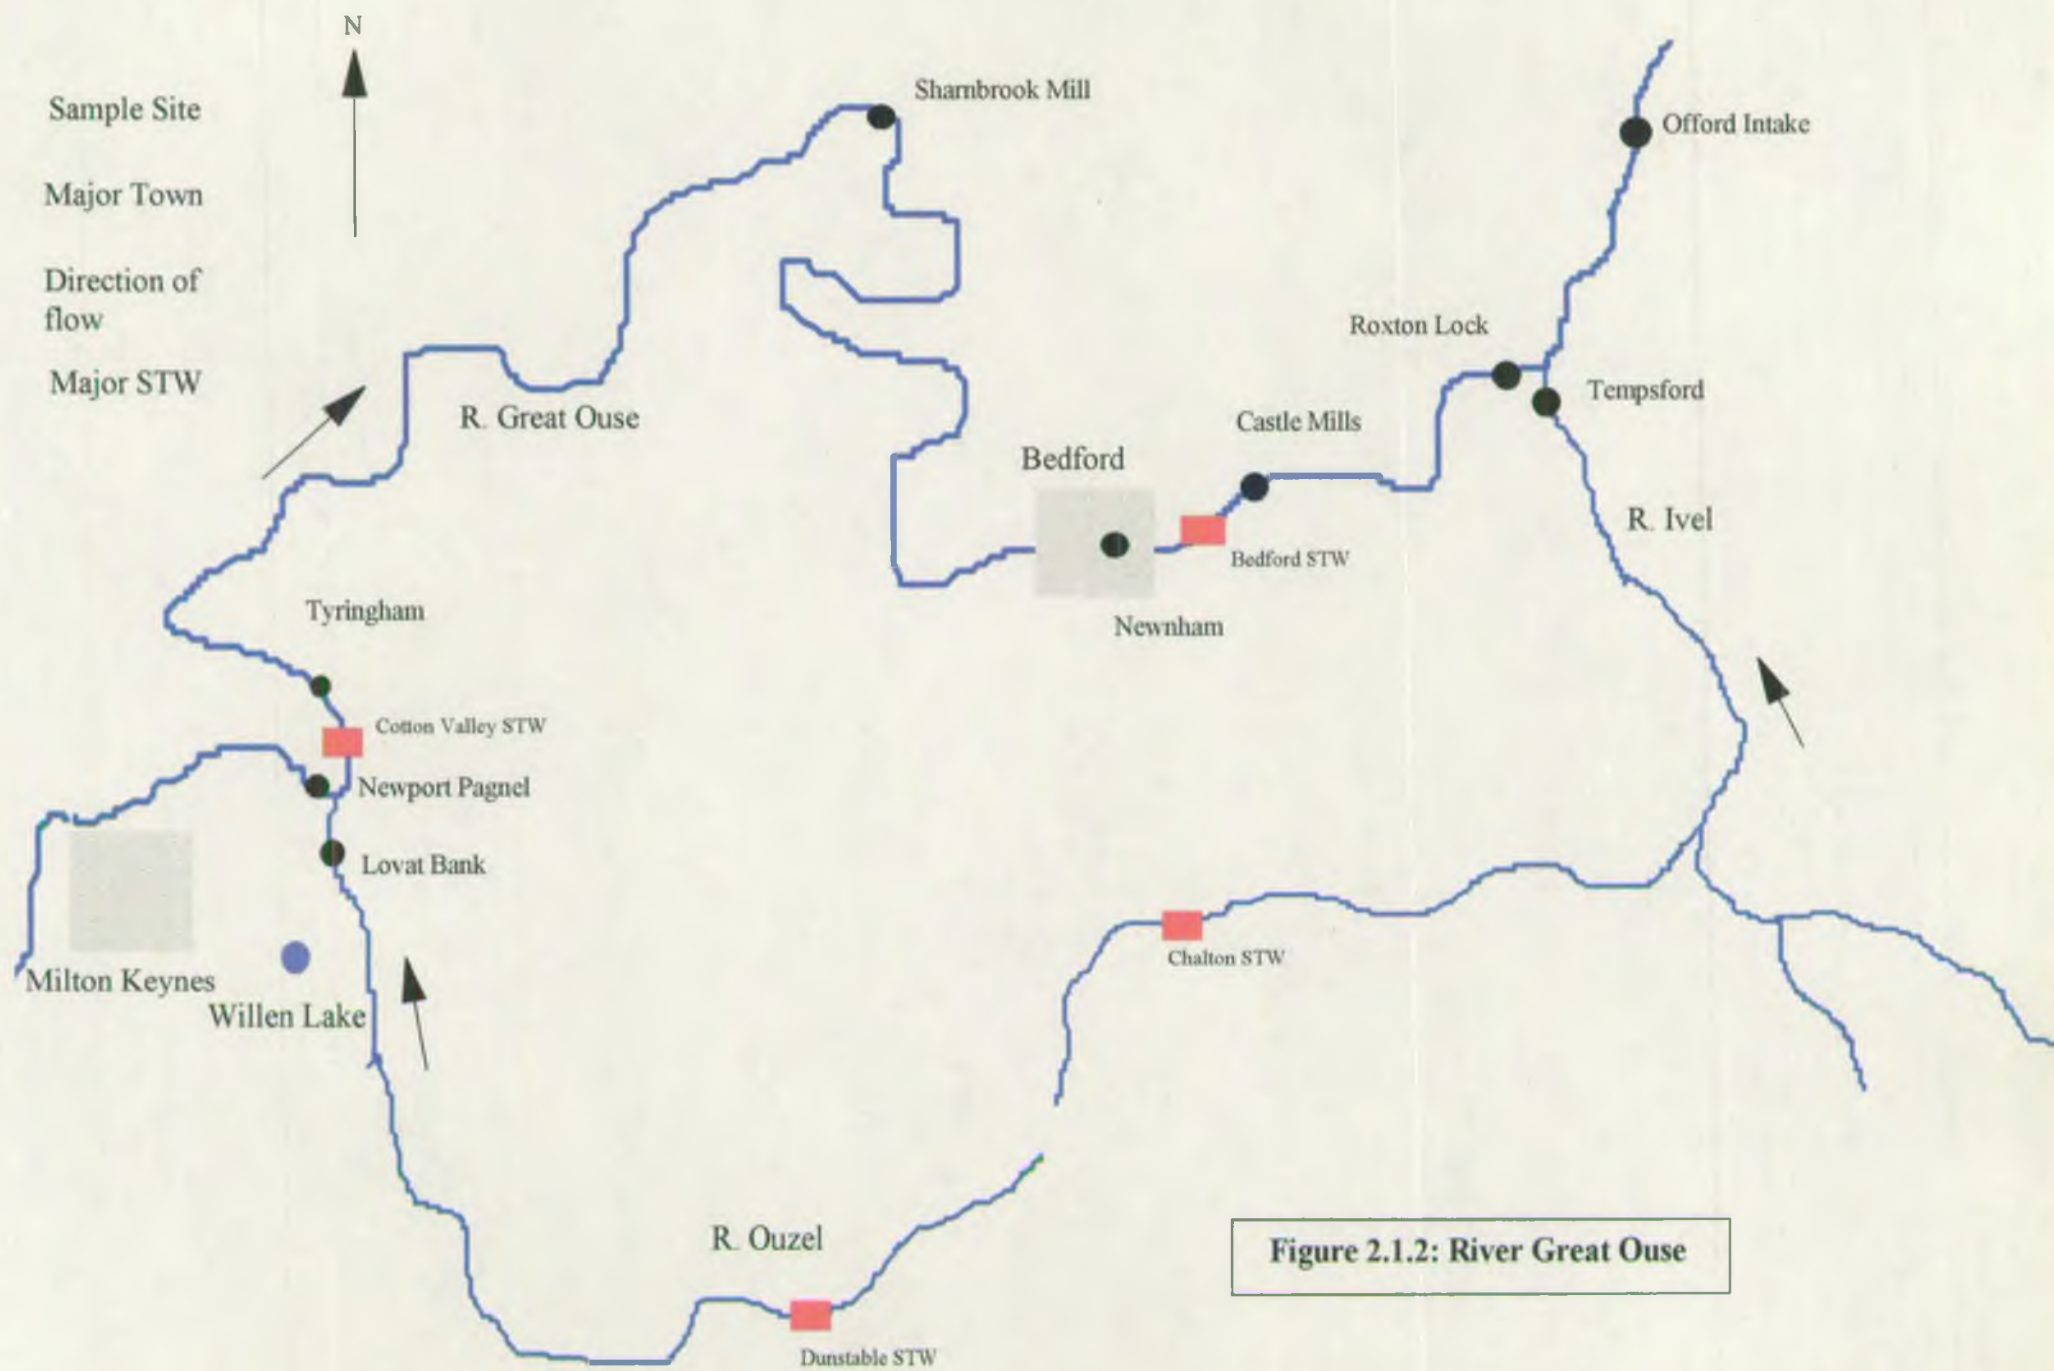 N
Sample Site
Major Town
Direction of
flow
Major STW
Sharnbrook Mill
Offord Intake
Roxton Lock
Tempsford
R. Great Ouse
Castle Mills
Bedford
R. Ivel
Bedford STW
Tyringham
Newnham
Cotton Valley STW
Newport Pagnel
Lovat Bank
Chalton STW
Milton Keynes
Willen Lake
R. Ouzel
Figure 2.1.2: River Great Ouse
Dunstable STW